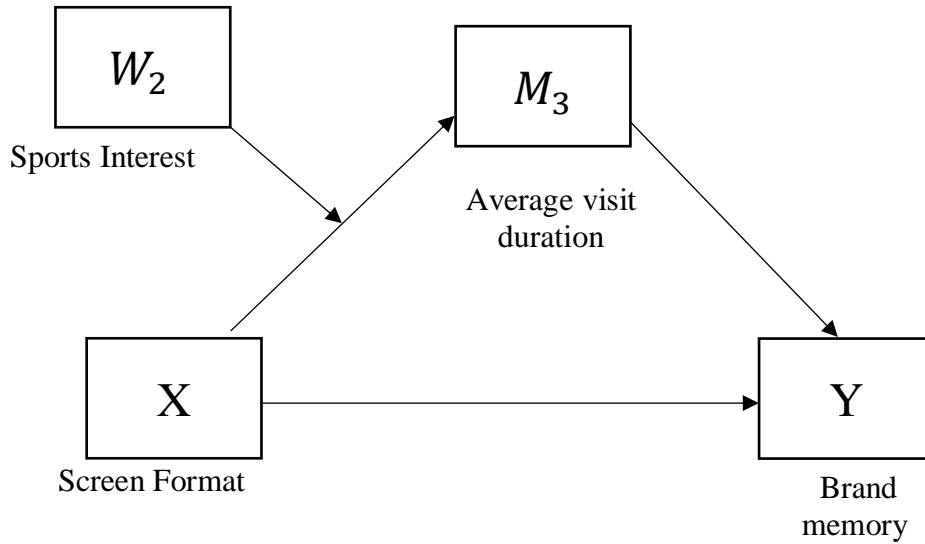 W₂
Sports Interest
M₃
Average visit
duration
X
Screen Format
Y
Brand
memory